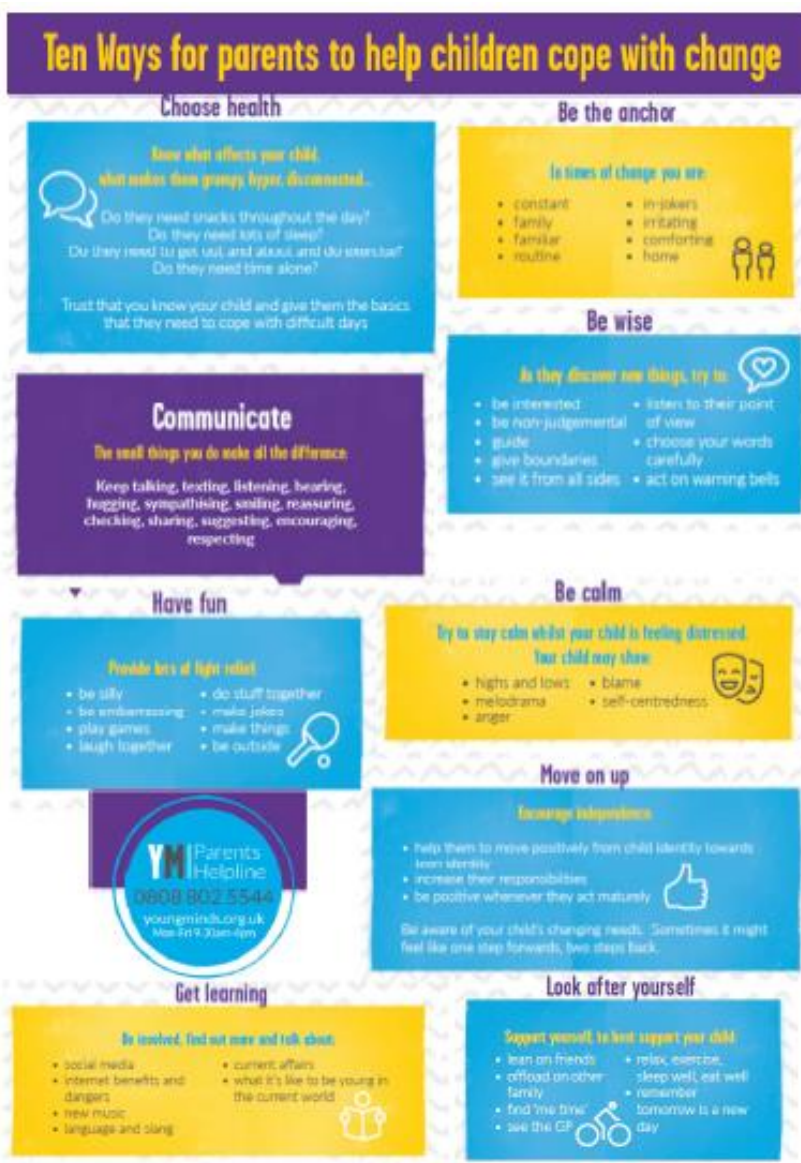 Ten Ways for parents to help children cope with change
Choose health
Know what affects your child,
what makes them grumpy, hyper, disconnected...
Do they need snacks throughout the day?
Do they need lots of sleep?
Do they need to get out and about and do exercise?
Do they need time alone?
Trust that you know your child and give them the basics
that they need to cope with difficult days
Be the anchor
In times of change you are:
• constant
• family
• familiar
• routine
• in-jokers
• irritating
• comforting
• home
Be wise
As they discover new things, try to:
• be interested
• be non-judgemental
• guide
• give boundaries
• see it from all sides
• listen to their point
of view
• choose your words
carefully
• act on warning bells
Communicate
The small things you do make all the difference:
Keep talking, texting, listening, hearing,
hugging, sympathising, smiling, reassuring,
checking, sharing, suggesting, encouraging,
respecting
Have fun
Provide lots of light relief:
• be silly
• be embarrassing
• play games
• laugh together
• do stuff together
• make jokes
• make things
• be outside
Be calm
Try to stay calm whilst your child is feeling distressed.
Your child may show:
• highs and lows
• melodrama
• anger
• blame
• self-centredness
Move on up
Encourage independence:
• help them to move positively from child identity towards
teen identity
• increase their responsibilities
• be positive whenever they act maturely
Be aware of your child's changing needs. Sometimes it might
feel like one step forwards, two steps back.
YM Parents
Helpline
0808 802 5544
youngminds.org.uk
Mon-Fri 9.30am-4pm
Get learning
Be involved, find out more and talk about:
• social media
• internet benefits and
dangers
• new music
• language and slang
• current affairs
• what it's like to be young in
the current world
Look after yourself
Support yourself, to best support your child
• lean on friends
• offload on other
family
• find 'me time'
• see the GP
• relax, exercise,
sleep well, eat well
• remember
tomorrow is a new
day